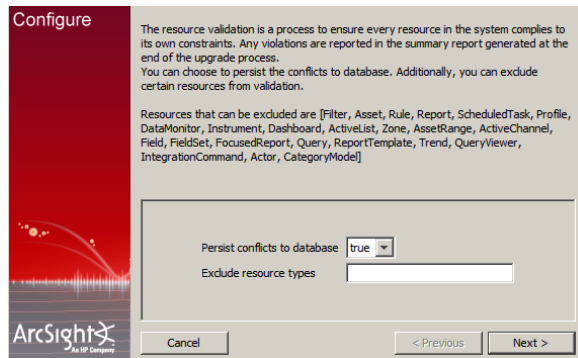 Configure
The resource validation is a process to ensure every resource in the system complies to
its own constraints. Any violations are reported in the summary report generated at the
end of the upgrade process.
You can choose to persist the conflicts to database. Additionally, you can exclude
certain resources from validation.
Resources that can be excluded are [Filter, Asset, Rule, Report, ScheduledTask, Profile,
DataMonitor, Instrument, Dashboard, ActiveList, Zone, AssetRange, ActiveChannel,
Field, FieldSet, FocusedReport, Query, ReportTemplate, Trend, QueryViewer,
IntegrationCommand, Actor, CategoryModel]
Persist conflicts to database true
Exclude resource types
ArcSight
An HP Company
Cancel < Previous Next >